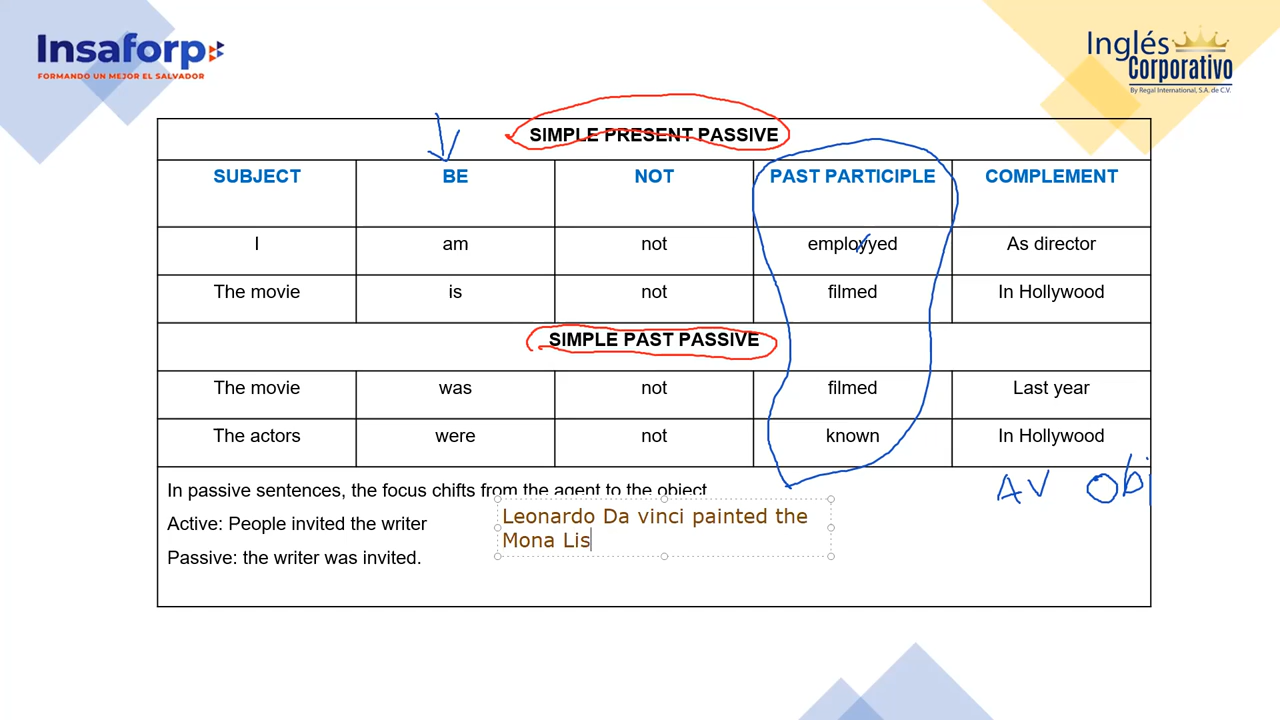 Insaforp
FORMANDO UN MEJOR EL SALVADOR
Inglés
Corporativo
By Regal International, S.A. de C.V.
SIMPLE PRESENT PASSIVE
SUBJECT BE NOT PAST PARTICIPLE COMPLEMENT
I am not employyed As director
The movie is not filmed In Hollywood
SIMPLE PAST PASSIVE
The movie was not filmed Last year
The actors were not known In Hollywood
AV Obj
In passive sentences, the focus chifts from the agent to the object
Active: People invited the writer
Leonardo Da vinci painted the
Mona Lis
Passive: the writer was invited.